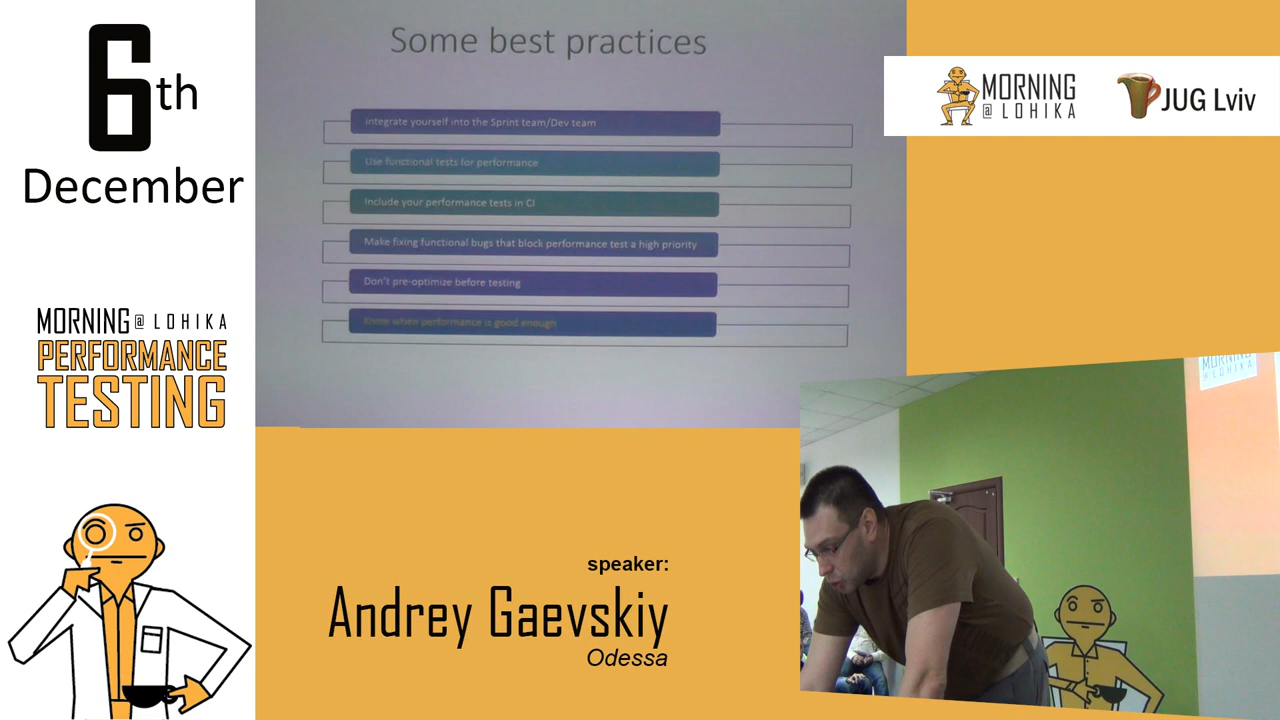 6th
December
MORNING @ LOHIKA
PERFORMANCE
TESTING
Some best practices
Integrate yourself into the Sprint team/Dev team
Use functional tests for performance
Include your performance tests in CI
Make fixing functional bugs that block performance test a high priority
Don't pre-optimize before testing
Know when performance is good enough
MORNING
@ LOHIKA
JUG Lviv
speaker:
Andrey Gaevskiy
Odessa
MORNING
@ LOHIKA